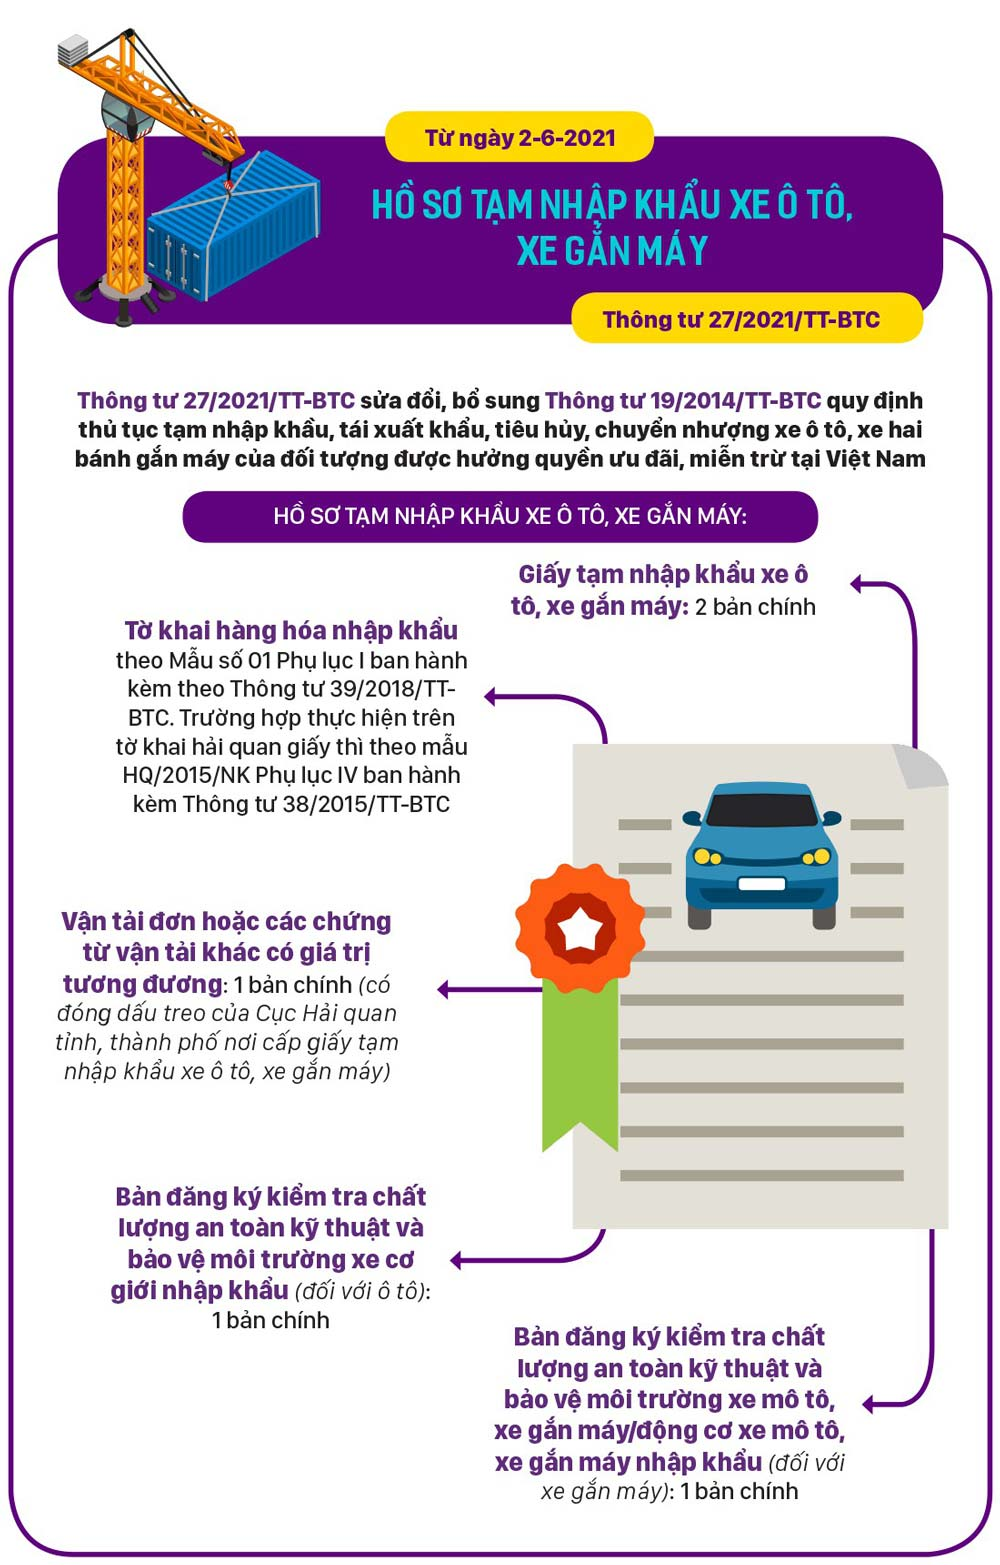 Từ ngày 2-6-2021
HỒ SƠ TẠM NHẬP KHẨU XE Ô TÔ,
XE GẮN MÁY
Thông tư 27/2021/TT-BTC
Thông tư 27/2021/TT-BTC sửa đổi, bổ sung Thông tư 19/2014/TT-BTC quy định
thủ tục tạm nhập khẩu, tái xuất khẩu, tiêu hủy, chuyển nhượng xe ô tô, xe hai
bánh gắn máy của đối tượng được hưởng quyền ưu đãi, miễn trừ tại Việt Nam
HỒ SƠ TẠM NHẬP KHẨU XE Ô TÔ, XE GẮN MÁY:
Giấy tạm nhập khẩu xe ô
tô, xe gắn máy: 2 bản chính
Tờ khai hàng hóa nhập khẩu
theo Mẫu số 01 Phụ lục I ban hành
kèm theo Thông tư 39/2018/TT-
BTC. Trường hợp thực hiện trên
tờ khai hải quan giấy thì theo mẫu
HQ/2015/NK Phụ lục IV ban hành
kèm Thông tư 38/2015/TT-BTC
Vận tải đơn hoặc các chứng
từ vận tải khác có giá trị
tương đương: 1 bản chính (có
đóng dấu treo của Cục Hải quan
tỉnh, thành phố nơi cấp giấy tạm
nhập khẩu xe ô tô, xe gắn máy)
Bản đăng ký kiểm tra chất
lượng an toàn kỹ thuật và
bảo vệ môi trường xe cơ
giới nhập khẩu (đối với ô tô):
1 bản chính
Bản đăng ký kiểm tra chất
lượng an toàn kỹ thuật và
bảo vệ môi trường xe mô tô,
xe gắn máy/động cơ xe mô tô,
xe gắn máy nhập khẩu (đối với
xe gắn máy): 1 bản chính